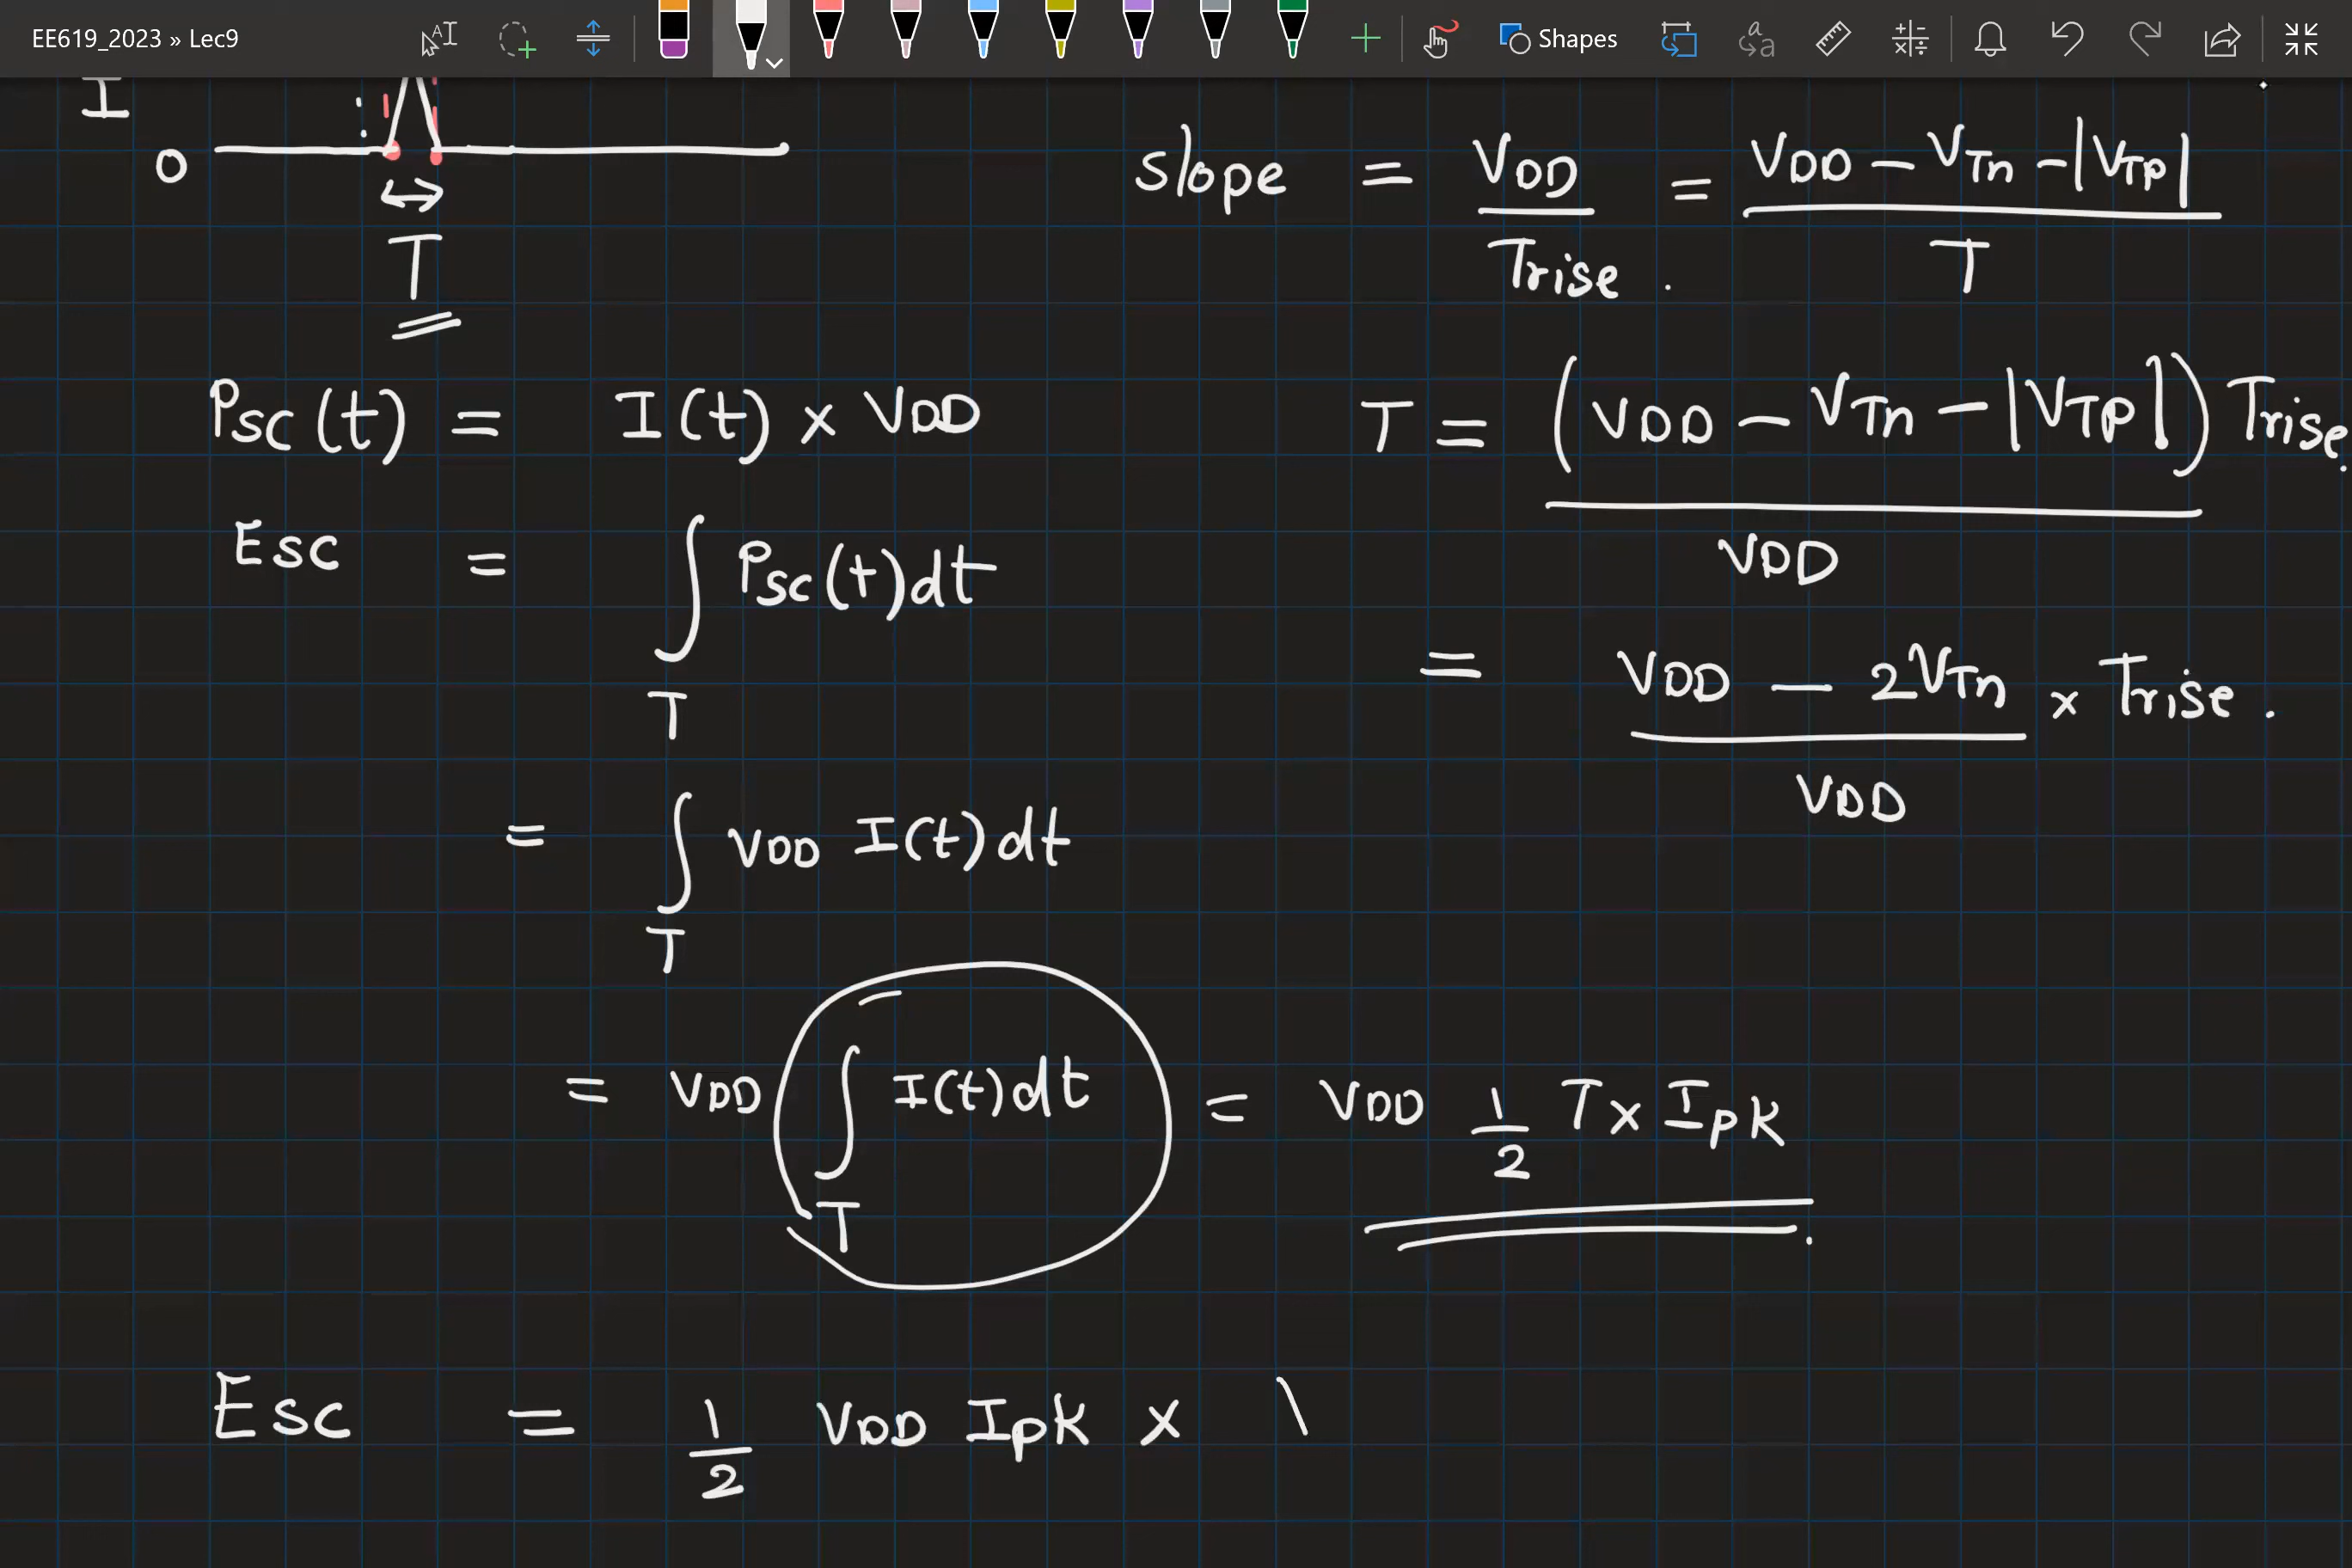 EE619_2023 » Lec9
Shapes
I
0
T
slope = VDD / Trise . = VDD - VTn - |VTp| / T
Psc(t) = I(t) x VDD
T = (VDD - VTn - |VTp|) Trise. / VDD
Esc = ∫T Psc(t)dt
= VDD - 2VTn / VDD x Trise .
= ∫T VDD I(t)dt
= VDD ∫T I(t)dt = VDD 1/2 T x Ipk .
Esc = 1/2 VDD Ipk x \